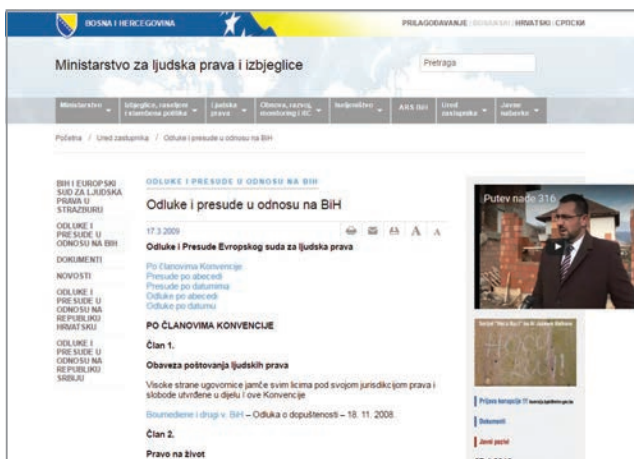 BOSNA I HERCEGOVINA
PRILAGOĐAVANJE BOSANSKI HRVATSKI СРПСКИ
Ministarstvo za ljudska prava i izbjeglice
Pretraga
Ministarstvo
Izbjeglice, raseljeni i stambena politika
Ljudska prava
Obnova, razvoj, monitoring i RC
Iseljeništvo
ARS BiH
Ured zastupnika
Javne nabavke
Početna / Ured zastupnika / Odluke i presude u odnosu na BiH
BIH I EUROPSKI
SUD ZA LJUDSKA
PRAVA U
STRAZBURU
ODLUKE I
PRESUDE U
ODNOSU NA BIH
DOKUMENTI
NOVOSTI
ODLUKE I
PRESUDE U
ODNOSU NA
REPUBLIKU
HRVATSKU
ODLUKE I
PRESUDE U
ODNOSU NA
REPUBLIKU
SRBIJU
ODLUKE I PRESUDE U ODNOSU NA BIH
Odluke i presude u odnosu na BiH
17.3.2009
A A
Odluke i Presude Evropskog suda za ljudska prava
Po članovima Konvencije
Presude po abecedi
Presude po datumima
Odluke po abecedi
Odluke po datumu
PO ČLANOVIMA KONVENCIJE
Član 1.
Obaveza poštovanja ljudskih prava
Visoke strane ugovornice jamče svim licima pod svojom jurisdikcijom prava i
slobode utvrđene u dijelu I ove Konvencije
Boumediene i drugi v. BiH – Odluka o dopuštenosti – 18. 11. 2008.
Član 2.
Pravo na život
Putevi nade 316
Prijava korupcije !!!
Dokumenti
Javni pozivi